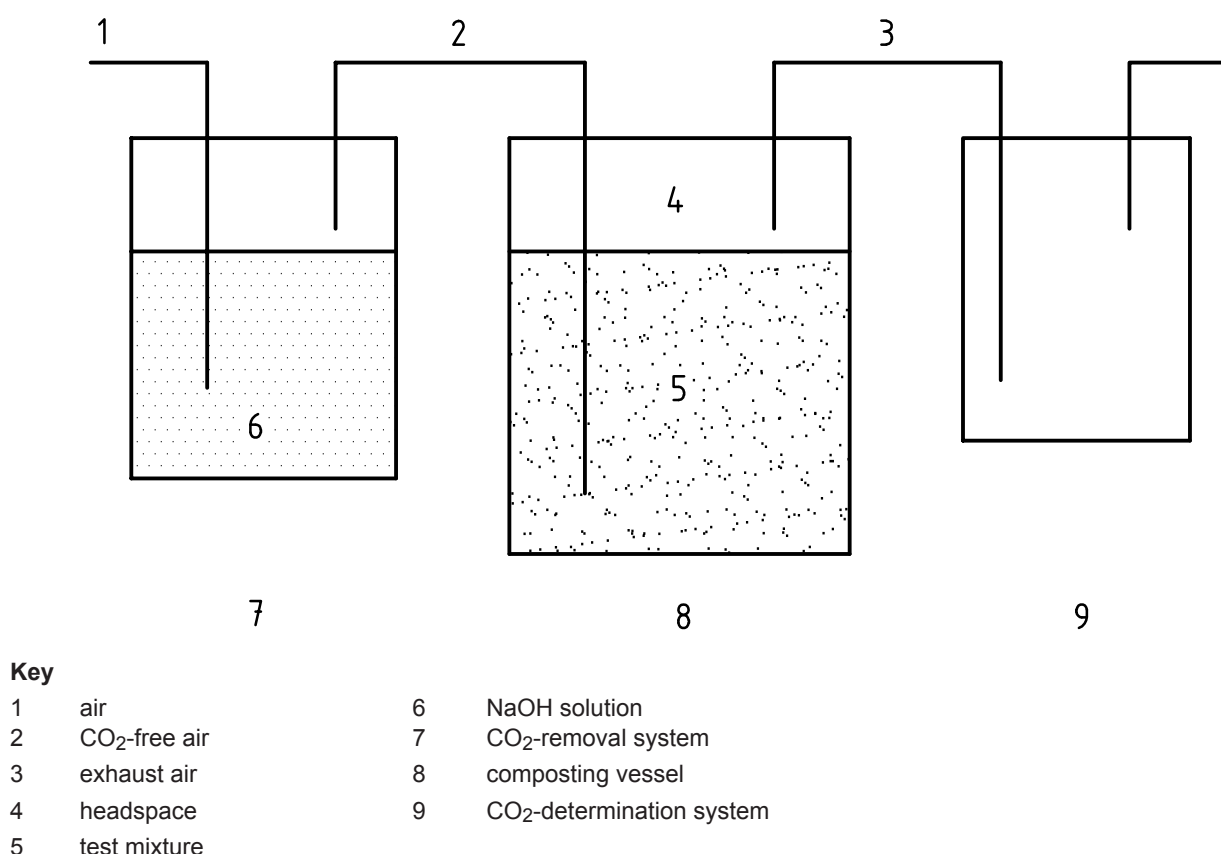 1 2 3
4
5
6
7 8 9
Key
1 air 6 NaOH solution
2 CO2-free air 7 CO2-removal system
3 exhaust air 8 composting vessel
4 headspace 9 CO2-determination system
5 test mixture